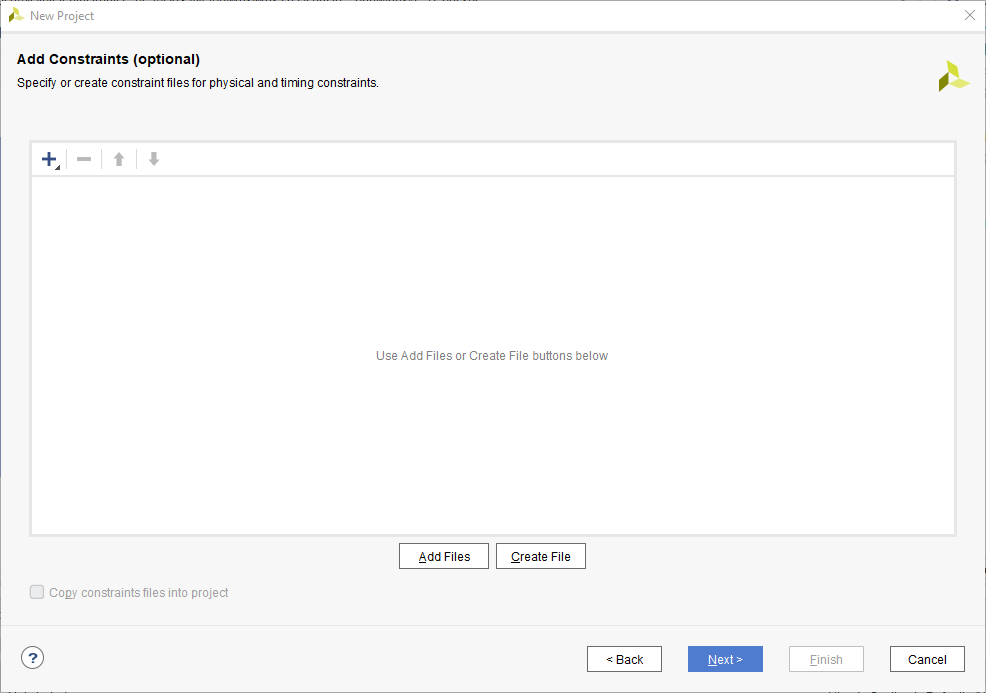 New Project
Add Constraints (optional)
Specify or create constraint files for physical and timing constraints.
Use Add Files or Create File buttons below
Add Files
Create File
Copy constraints files into project
?
< Back
Next >
Finish
Cancel